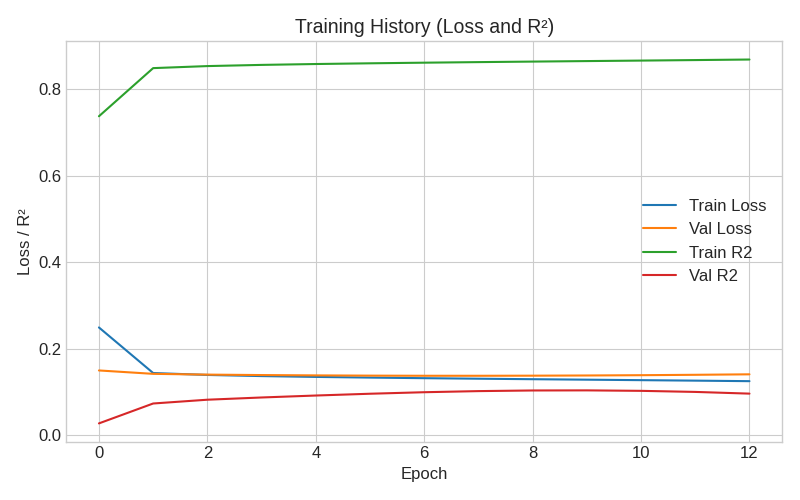 Training History (Loss and R²)
Loss / R²
0.8
0.6
0.4
0.2
0.0
Train Loss
Val Loss
Train R2
Val R2
0 2 4 6 8 10 12
Epoch